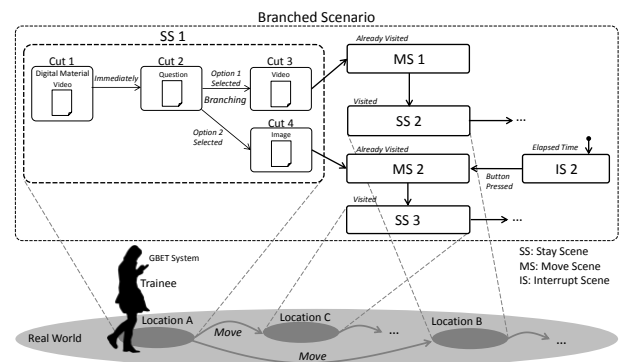 Branched Scenario
SS 1
Cut 1
Digital Material
Video
Immediately
Cut 2
Question
Option 1
Selected
Branching
Option 2
Selected
Cut 3
Video
Cut 4
Image
Already Visited
MS 1
Visited
SS 2
...
Already Visited
MS 2
Elapsed Time
IS 2
Button
Pressed
Visited
SS 3
...
SS: Stay Scene
MS: Move Scene
IS: Interrupt Scene
GBET System
Trainee
Real World
Location A
Move
Location C
...
Move
Location B
...